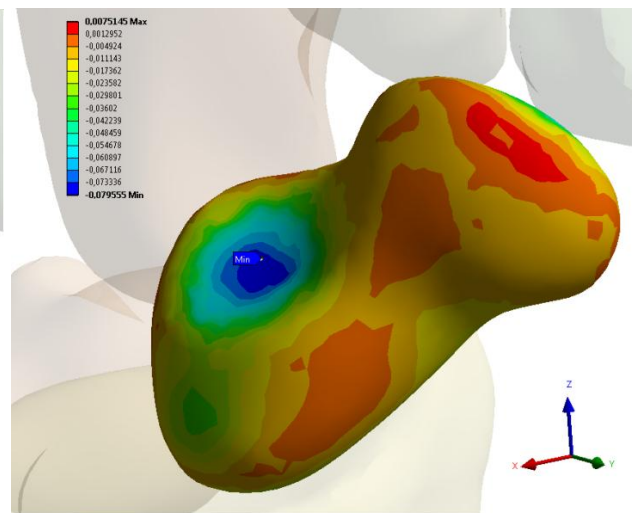 0,0075145 Max
0,0012952
-0,004924
-0,011143
-0,017362
-0,023582
-0,029801
-0,03602
-0,042239
-0,048459
-0,054678
-0,060897
-0,067116
-0,073336
-0,079555 Min
Min
Z
X
Y